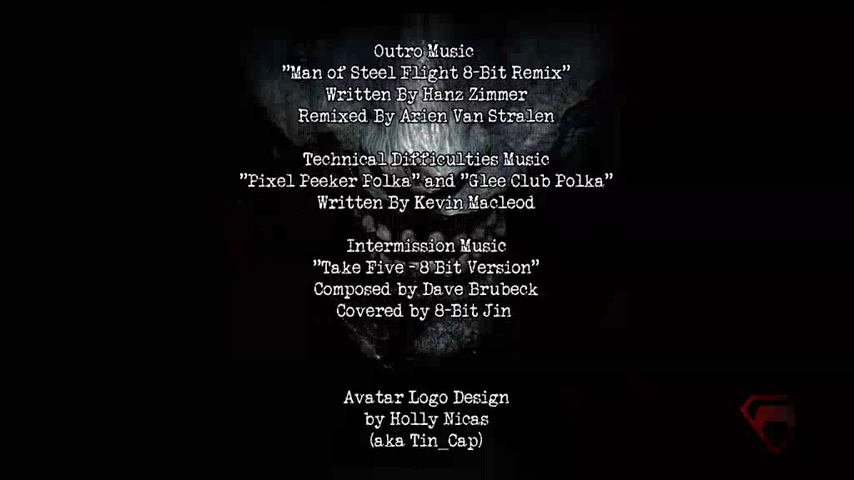 Outro Music
"Man of Steel Flight 8-Bit Remix"
Written By Hanz Zimmer
Remixed By Arien Van Stralen
Technical Difficulties Music
"Pixel Peeker Polka" and "Glee Club Polka"
Written By Kevin Macleod
Intermission Music
"Take Five - 8 Bit Version"
Composed by Dave Brubeck
Covered by 8-Bit Jin
Avatar Logo Design
by Holly Nicas
(aka Tin_Cap)